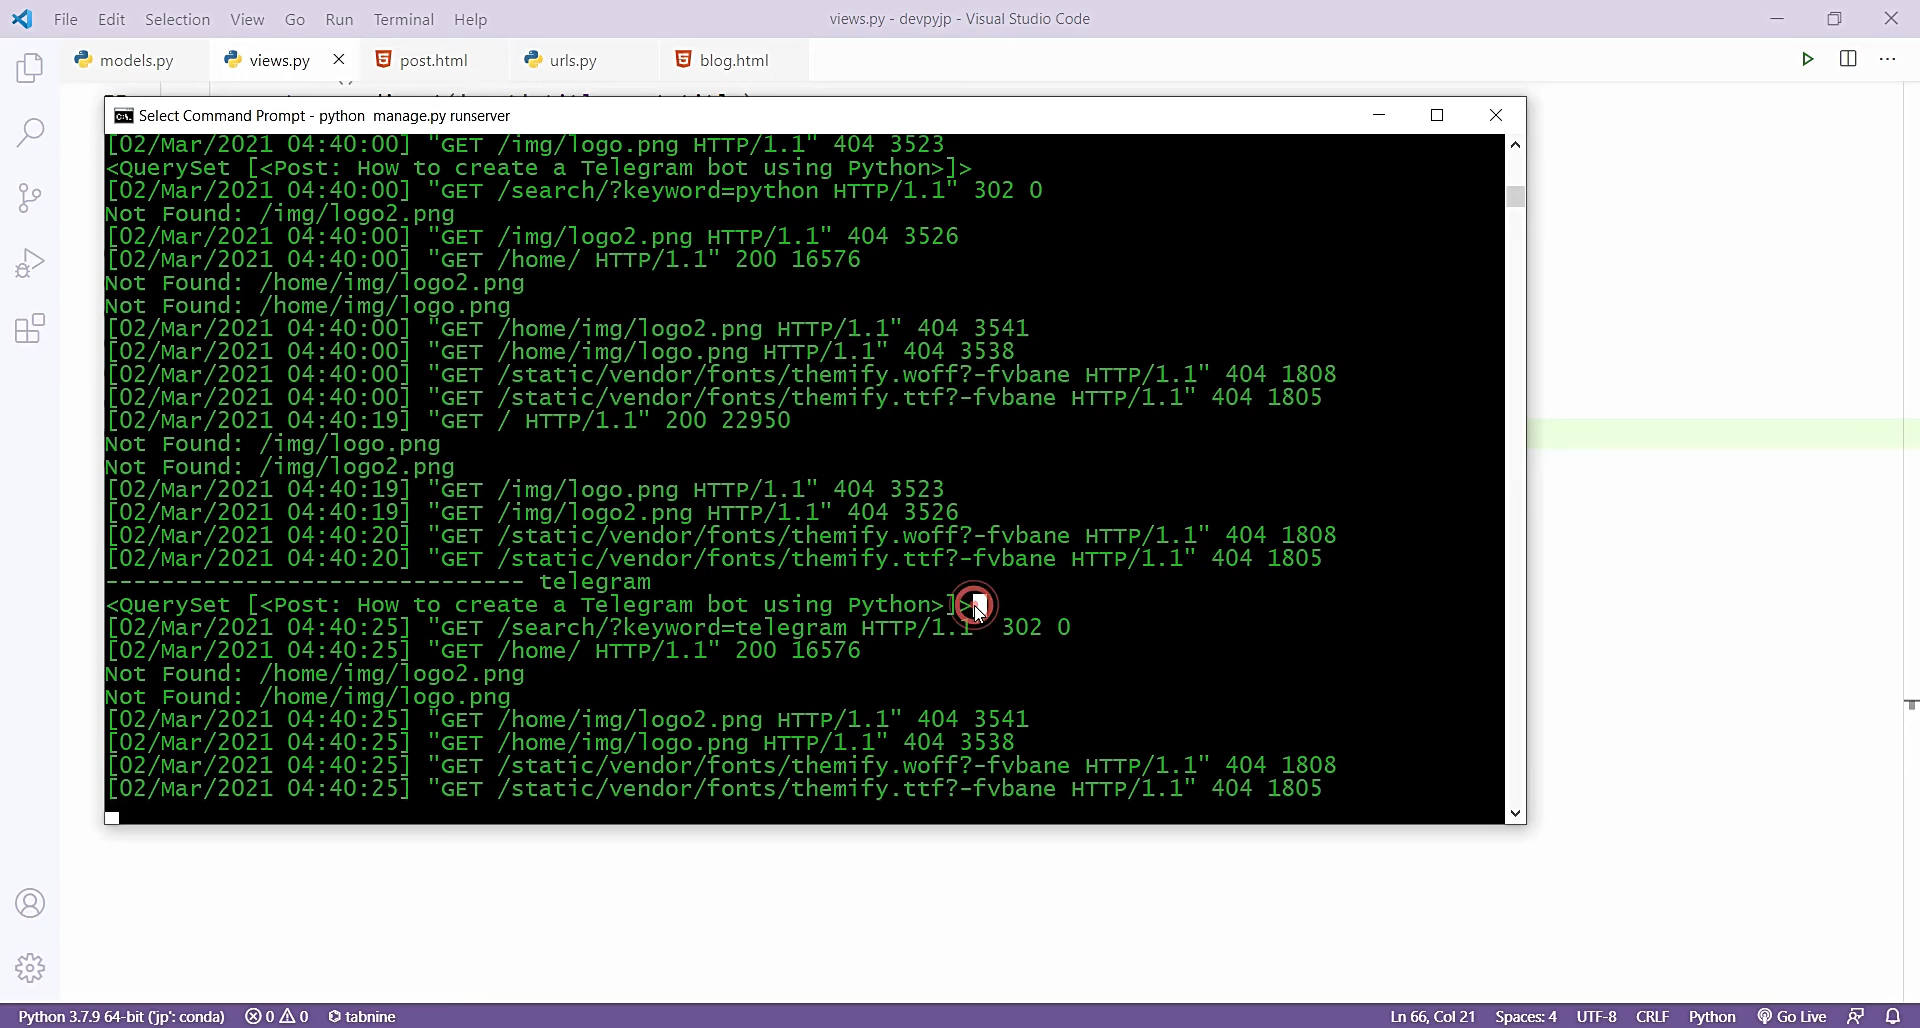 File Edit Selection View Go Run Terminal Help views.py - devpyjp - Visual Studio Code
models.py views.py post.html urls.py blog.html
Select Command Prompt - python manage.py runserver
[02/Mar/2021 04:40:00] "GET /img/logo.png HTTP/1.1" 404 3523
<QuerySet [<Post: How to create a Telegram bot using Python>]>
[02/Mar/2021 04:40:00] "GET /search/?keyword=python HTTP/1.1" 302 0
Not Found: /img/logo2.png
[02/Mar/2021 04:40:00] "GET /img/logo2.png HTTP/1.1" 404 3526
[02/Mar/2021 04:40:00] "GET /home/ HTTP/1.1" 200 16576
Not Found: /home/img/logo2.png
Not Found: /home/img/logo.png
[02/Mar/2021 04:40:00] "GET /home/img/logo2.png HTTP/1.1" 404 3541
[02/Mar/2021 04:40:00] "GET /home/img/logo.png HTTP/1.1" 404 3538
[02/Mar/2021 04:40:00] "GET /static/vendor/fonts/themify.woff?-fvbane HTTP/1.1" 404 1808
[02/Mar/2021 04:40:00] "GET /static/vendor/fonts/themify.ttf?-fvbane HTTP/1.1" 404 1805
[02/Mar/2021 04:40:19] "GET / HTTP/1.1" 200 22950
Not Found: /img/logo.png
Not Found: /img/logo2.png
[02/Mar/2021 04:40:19] "GET /img/logo.png HTTP/1.1" 404 3523
[02/Mar/2021 04:40:19] "GET /img/logo2.png HTTP/1.1" 404 3526
[02/Mar/2021 04:40:20] "GET /static/vendor/fonts/themify.woff?-fvbane HTTP/1.1" 404 1808
[02/Mar/2021 04:40:20] "GET /static/vendor/fonts/themify.ttf?-fvbane HTTP/1.1" 404 1805
------------------------------ telegram
<QuerySet [<Post: How to create a Telegram bot using Python>]>
[02/Mar/2021 04:40:25] "GET /search/?keyword=telegram HTTP/1.1" 302 0
[02/Mar/2021 04:40:25] "GET /home/ HTTP/1.1" 200 16576
Not Found: /home/img/logo2.png
Not Found: /home/img/logo.png
[02/Mar/2021 04:40:25] "GET /home/img/logo2.png HTTP/1.1" 404 3541
[02/Mar/2021 04:40:25] "GET /home/img/logo.png HTTP/1.1" 404 3538
[02/Mar/2021 04:40:25] "GET /static/vendor/fonts/themify.woff?-fvbane HTTP/1.1" 404 1808
[02/Mar/2021 04:40:25] "GET /static/vendor/fonts/themify.ttf?-fvbane HTTP/1.1" 404 1805
Python 3.7.9 64-bit ('jp': conda) 0 0 tabnine Ln 66, Col 21 Spaces: 4 UTF-8 CRLF Python Go Live